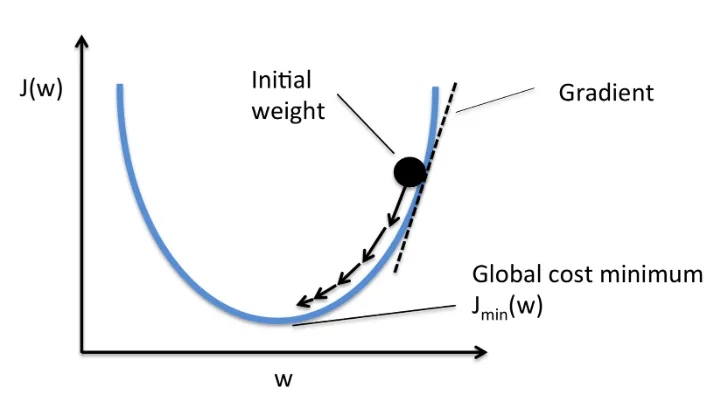 J(w)
Initial
weight
Gradient
Global cost minimum
Jmin(w)
w